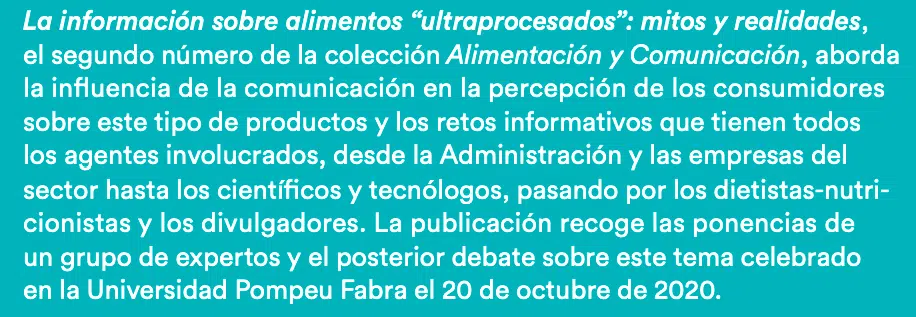 La información sobre alimentos “ultraprocesados”: mitos y realidades,
el segundo número de la colección Alimentación y Comunicación, aborda
la influencia de la comunicación en la percepción de los consumidores
sobre este tipo de productos y los retos informativos que tienen todos
los agentes involucrados, desde la Administración y las empresas del
sector hasta los científicos y tecnólogos, pasando por los dietistas-nutri-
cionistas y los divulgadores. La publicación recoge las ponencias de
un grupo de expertos y el posterior debate sobre este tema celebrado
en la Universidad Pompeu Fabra el 20 de octubre de 2020.